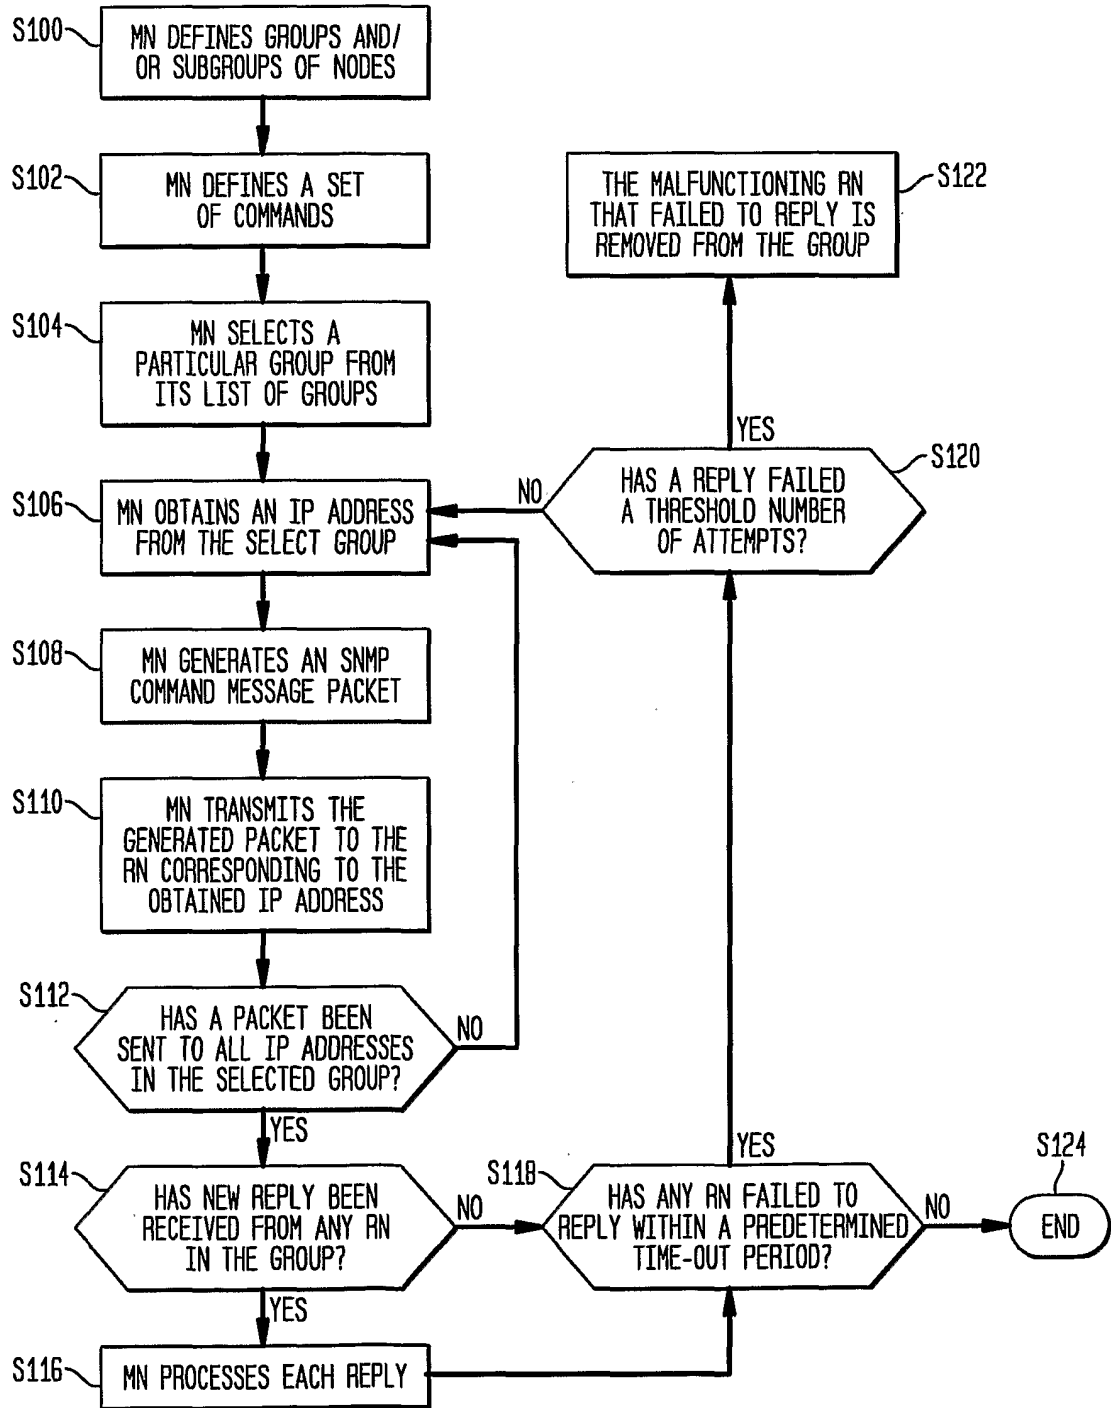 S100
MN DEFINES GROUPS AND/
OR SUBGROUPS OF NODES
S102
MN DEFINES A SET
OF COMMANDS
S104
MN SELECTS A
PARTICULAR GROUP FROM
ITS LIST OF GROUPS
S106
MN OBTAINS AN IP ADDRESS
FROM THE SELECT GROUP
S108
MN GENERATES AN SNMP
COMMAND MESSAGE PACKET
S110
MN TRANSMITS THE
GENERATED PACKET TO THE
RN CORRESPONDING TO THE
OBTAINED IP ADDRESS
S112
HAS A PACKET BEEN
SENT TO ALL IP ADDRESSES
IN THE SELECTED GROUP?
NO
YES
S114
HAS NEW REPLY BEEN
RECEIVED FROM ANY RN
IN THE GROUP?
NO
YES
S116
MN PROCESSES EACH REPLY
S118
HAS ANY RN FAILED TO
REPLY WITHIN A PREDETERMINED
TIME-OUT PERIOD?
YES
NO
S120
HAS A REPLY FAILED
A THRESHOLD NUMBER
OF ATTEMPTS?
NO
YES
S122
THE MALFUNCTIONING RN
THAT FAILED TO REPLY IS
REMOVED FROM THE GROUP
S124
END